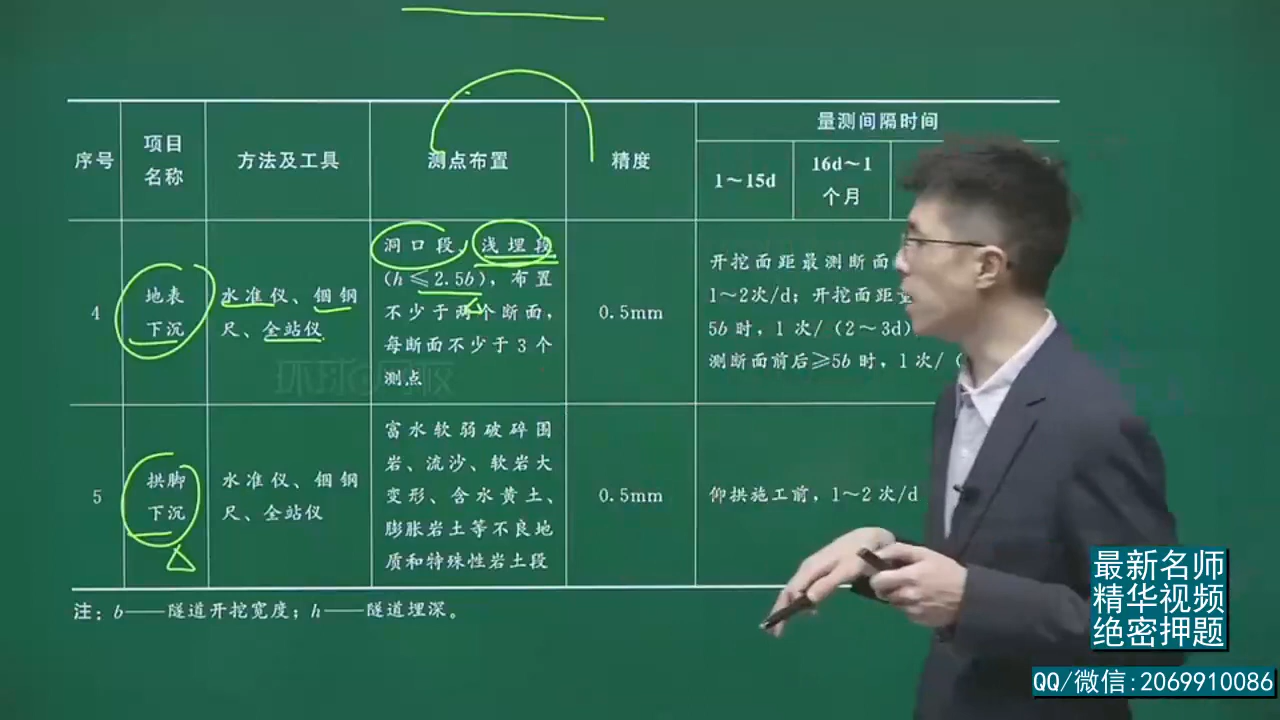 序号
项目
名称
方法及工具
测点布置
精度
量测间隔时间
1～15d
16d～1
个月
4
地表
下沉
水准仪、铟钢
尺、全站仪
洞口段、浅埋段
(h≤2.5b)，布置
不少于两个断面，
每断面不少于3个
测点
0.5mm
开挖面距最测断面
1～2次/d；开挖面距
5b时，1次/（2～3d）
测断面前后≥5b时，1次/（
环球网校
5
拱脚
下沉
水准仪、铟钢
尺、全站仪
富水软弱破碎围
岩、流沙、软岩大
变形、含水黄土、
膨胀岩土等不良地
质和特殊性岩土段
0.5mm
仰拱施工前，1～2次/d
注：b——隧道开挖宽度；h——隧道埋深。
最新名师
精华视频
绝密押题
QQ/微信:2069910086